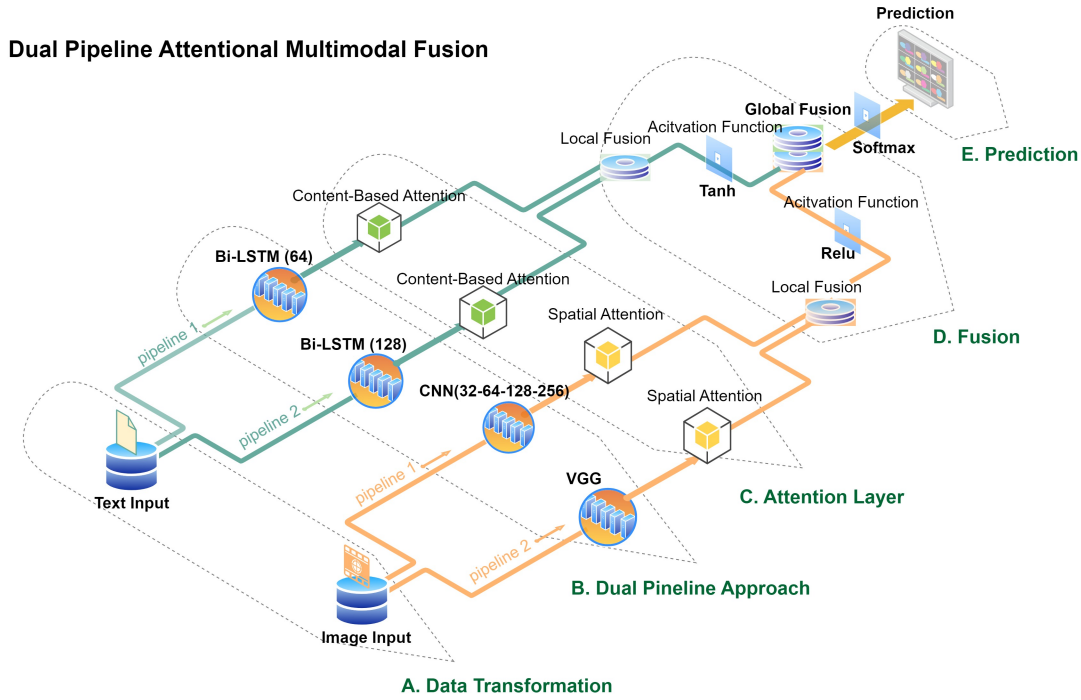 Prediction
Dual Pipeline Attentional Multimodal Fusion
Global Fusion
Acitvation Function
Local Fusion
Softmax
E. Prediction
Tanh
Content-Based Attention
Acitvation Function
Relu
Bi-LSTM (64)
Content-Based Attention
Local Fusion
Spatial Attention
D. Fusion
pipeline 1
Bi-LSTM (128)
CNN(32-64-128-256)
Spatial Attention
pipeline 2
pipeline 1
VGG
C. Attention Layer
Text Input
pipeline 2
B. Dual Pineline Approach
Image Input
A. Data Transformation